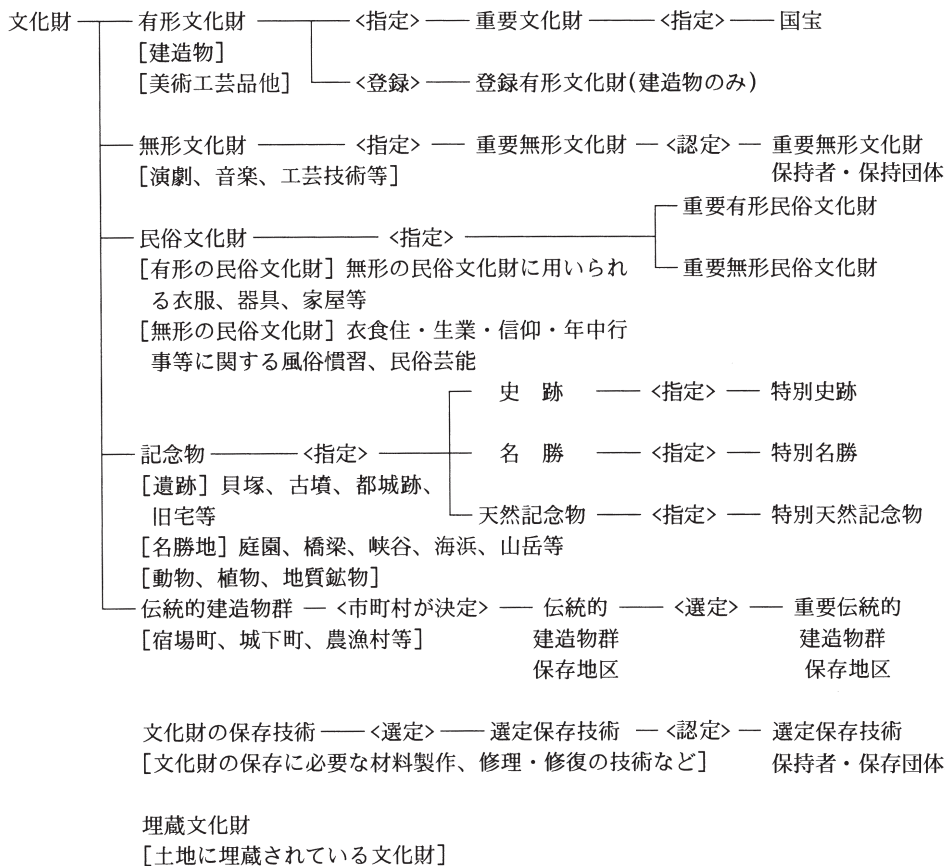 文化財 有形文化財 <指定> 重要文化財 <指定> 国宝
[建造物]
[美術工芸品他] <登録> 登録有形文化財(建造物のみ)
無形文化財 <指定> 重要無形文化財 <認定> 重要無形文化財
[演劇、音楽、工芸技術等] 保持者・保持団体
重要有形民俗文化財
民俗文化財 <指定>
[有形の民俗文化財] 無形の民俗文化財に用いられ 重要無形民俗文化財
る衣服、器具、家屋等
[無形の民俗文化財] 衣食住・生業・信仰・年中行
事等に関する風俗慣習、民俗芸能
史 跡 <指定> 特別史跡
記念物 <指定> 名 勝 <指定> 特別名勝
[遺跡] 貝塚、古墳、都城跡、
旧宅等 天然記念物 <指定> 特別天然記念物
[名勝地] 庭園、橋梁、峡谷、海浜、山岳等
[動物、植物、地質鉱物]
伝統的建造物群 <市町村が決定> 伝統的 <選定> 重要伝統的
[宿場町、城下町、農漁村等] 建造物群 建造物群
保存地区 保存地区
文化財の保存技術 <選定> 選定保存技術 <認定> 選定保存技術
[文化財の保存に必要な材料製作、修理・修復の技術など] 保持者・保存団体
埋蔵文化財
[土地に埋蔵されている文化財]